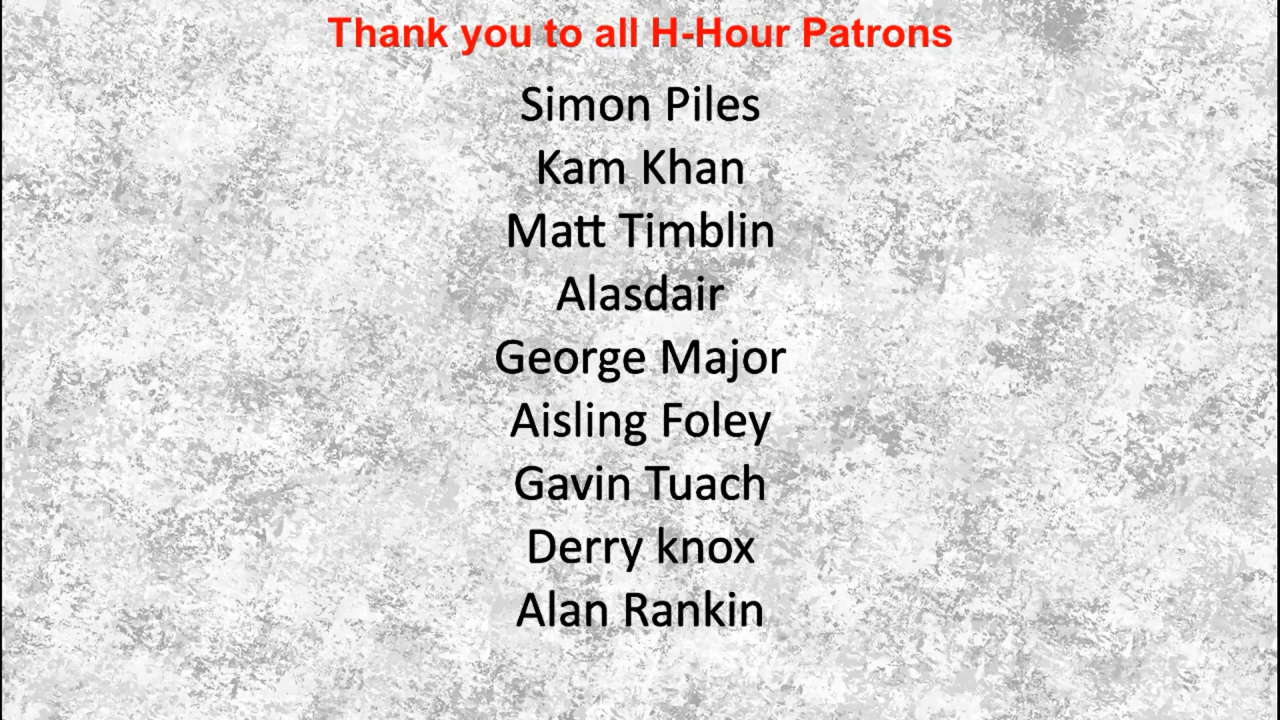 Thank you to all H-Hour Patrons
Simon Piles
Kam Khan
Matt Timblin
Alasdair
George Major
Aisling Foley
Gavin Tuach
Derry knox
Alan Rankin